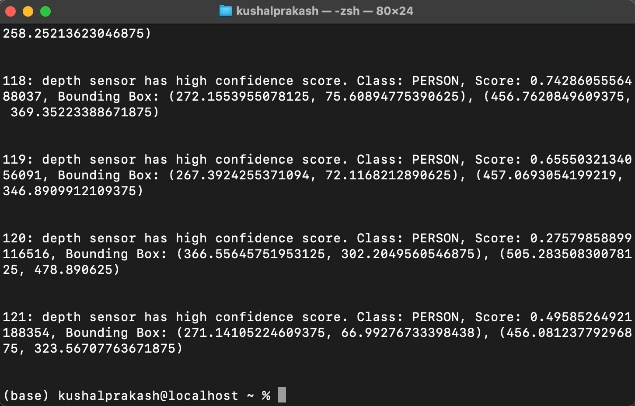 kushalprakash — -zsh — 80×24
258.25213623046875)
118: depth sensor has high confidence score. Class: PERSON, Score: 0.74286055564
88037, Bounding Box: (272.1553955078125, 75.60894775390625), (456.7620849609375,
369.35223388671875)
119: depth sensor has high confidence score. Class: PERSON, Score: 0.65550321340
56091, Bounding Box: (267.3924255371094, 72.1168212890625), (457.0693054199219,
346.8909912109375)
120: depth sensor has high confidence score. Class: PERSON, Score: 0.27579858899
116516, Bounding Box: (366.55645751953125, 302.2049560546875), (505.283508300781
25, 478.890625)
121: depth sensor has high confidence score. Class: PERSON, Score: 0.49585264921
188354, Bounding Box: (271.14105224609375, 66.99276733398438), (456.081237792968
75, 323.56707763671875)
(base) kushalprakash@localhost ~ %